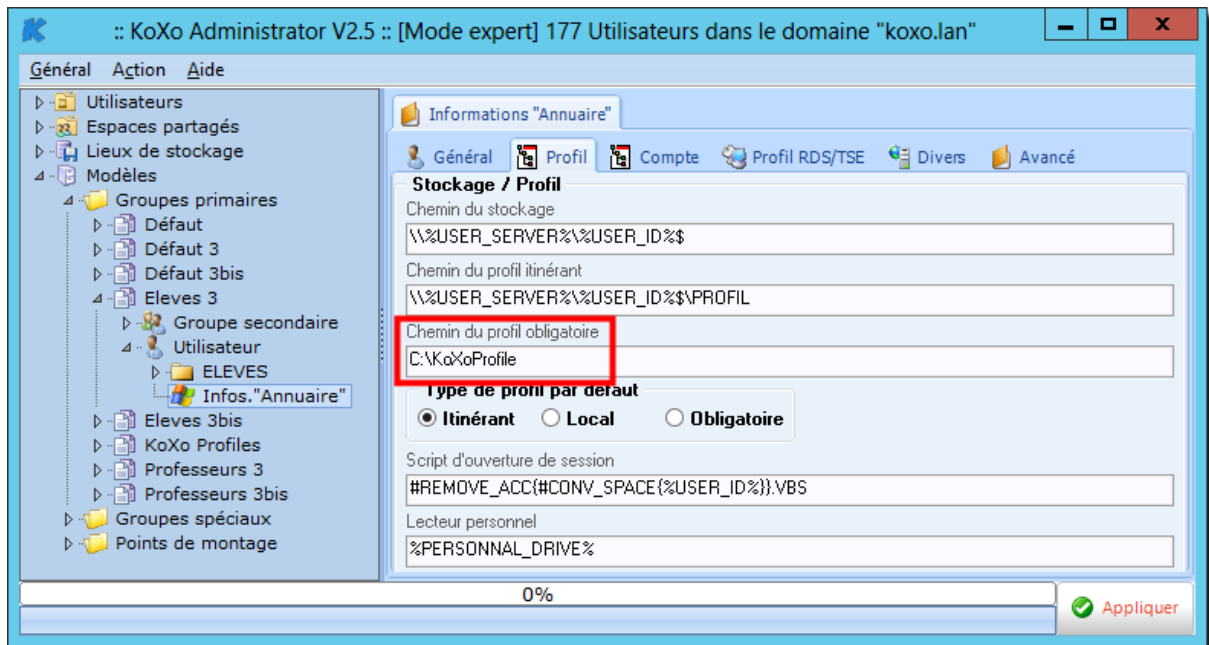 :: KoXo Administrator V2.5 :: [Mode expert] 177 Utilisateurs dans le domaine "koxo.lan"
Général Action Aide
Utilisateurs
Espaces partagés
Lieux de stockage
Modèles
Groupes primaires
Défaut
Défaut 3
Défaut 3bis
Eleves 3
Groupe secondaire
Utilisateur
ELEVES
Infos."Annuaire"
Eleves 3bis
KoXo Profiles
Professeurs 3
Professeurs 3bis
Groupes spéciaux
Points de montage
Informations "Annuaire"
Général Profil Compte Profil RDS/TSE Divers Avancé
Stockage / Profil
Chemin du stockage
\\%USER_SERVER%\%USER_ID%$
Chemin du profil itinérant
\\%USER_SERVER%\%USER_ID%$\PROFIL
Chemin du profil obligatoire
C:\KoXoProfile
Type de profil par défaut
Itinérant Local Obligatoire
Script d'ouverture de session
#REMOVE_ACC{#CONV_SPACE{%USER_ID%}}.VBS
Lecteur personnel
%PERSONNAL_DRIVE%
0%
Appliquer